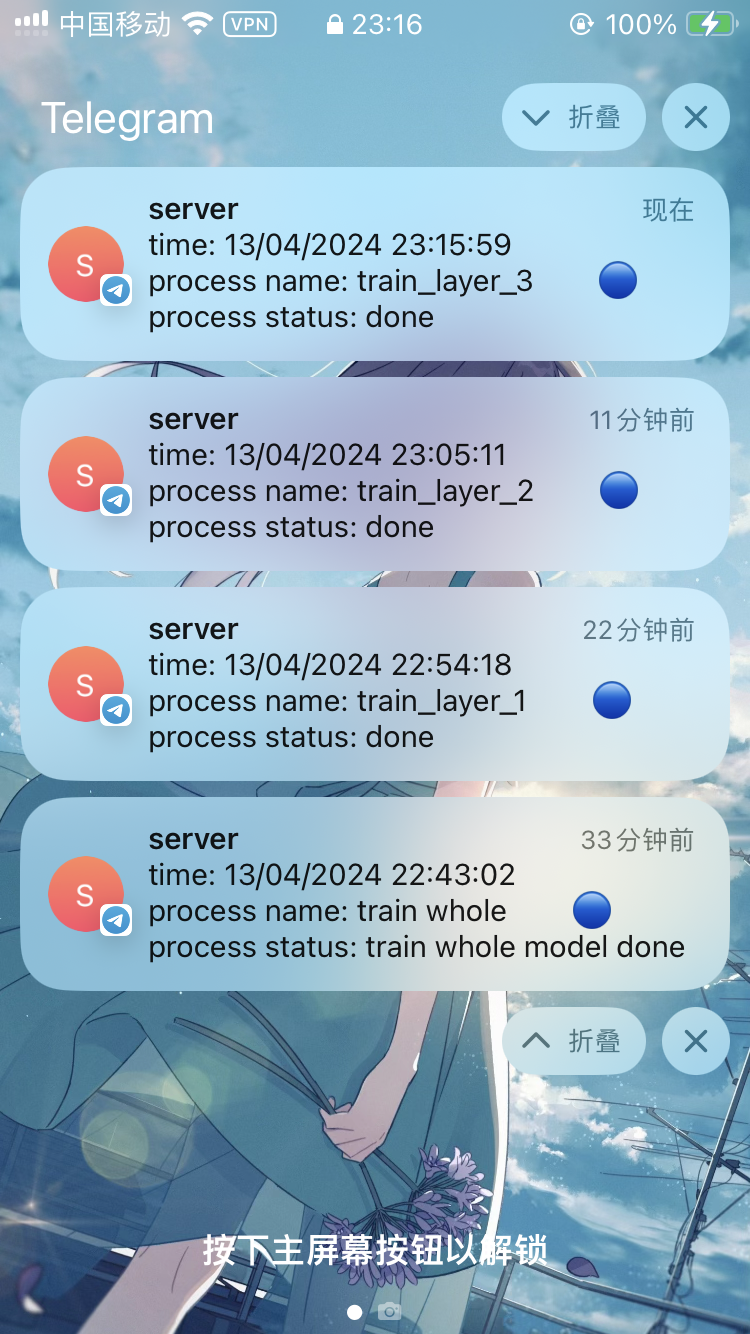 中国移动 VPN 23:16 100%
Telegram 折叠
server 现在
time: 13/04/2024 23:15:59
process name: train_layer_3 🔵
process status: done
S
server 11分钟前
time: 13/04/2024 23:05:11
process name: train_layer_2 🔵
process status: done
S
server 22分钟前
time: 13/04/2024 22:54:18
process name: train_layer_1 🔵
process status: done
S
server 33分钟前
time: 13/04/2024 22:43:02
process name: train whole 🔵
process status: train whole model done
S
折叠
按下主屏幕按钮以解锁